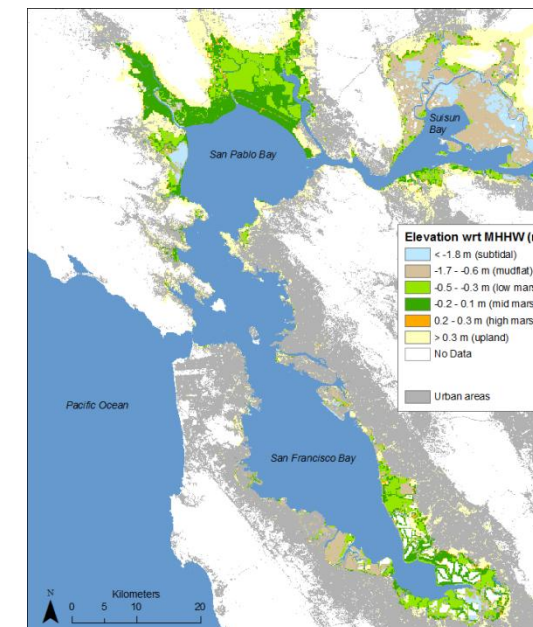 San Pablo Bay
Suisun
Bay
Elevation wrt MHHW (m
< -1.8 m (subtidal)
-1.7 - -0.6 m (mudflat)
-0.5 - -0.3 m (low mars
-0.2 - 0.1 m (mid mars
0.2 - 0.3 m (high mars
> 0.3 m (upland)
No Data
Urban areas
Pacific Ocean
San Francisco Bay
N
Kilometers
0 5 10 20